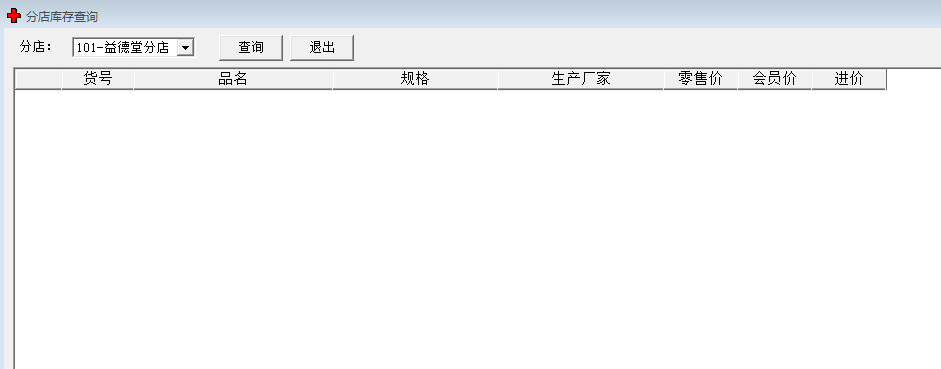 分店库存查询
分店： 101-益德堂分店 查询 退出
货号 品名 规格 生产厂家 零售价 会员价 进价